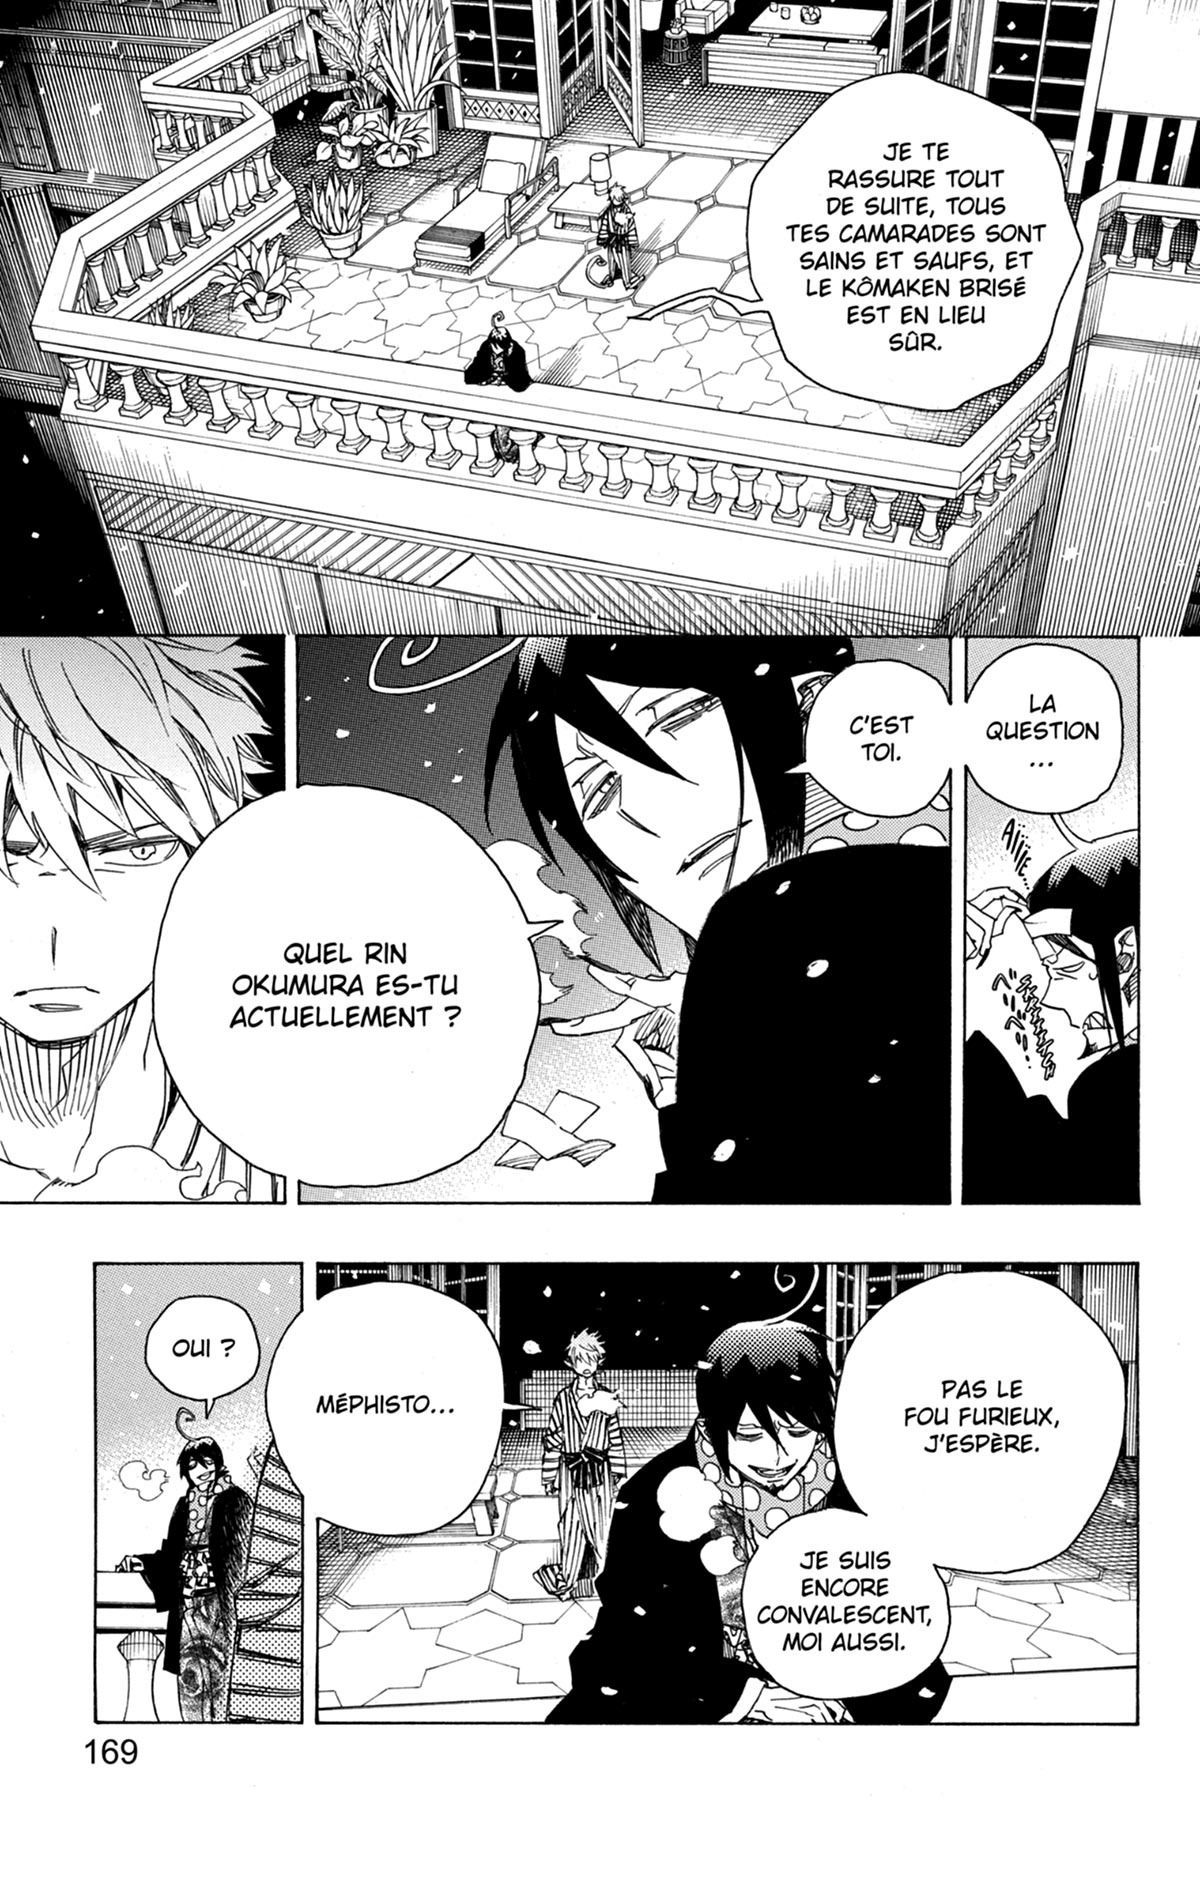 JE TE
RASSURE TOUT
DE SUITE, TOUS
TES CAMARADES SONT
SAINS ET SAUFS, ET
LE KÔMAKEN BRISÉ
EST EN LIEU
SÛR.
LA
QUESTION
...
AÏÏÏE...
C'EST
TOI.
QUEL RIN
OKUMURA ES-TU
ACTUELLEMENT ?
PAS LE
FOU FURIEUX,
J'ESPÈRE.
JE SUIS
ENCORE
CONVALESCENT,
MOI AUSSI.
MÉPHISTO...
OUI ?
169